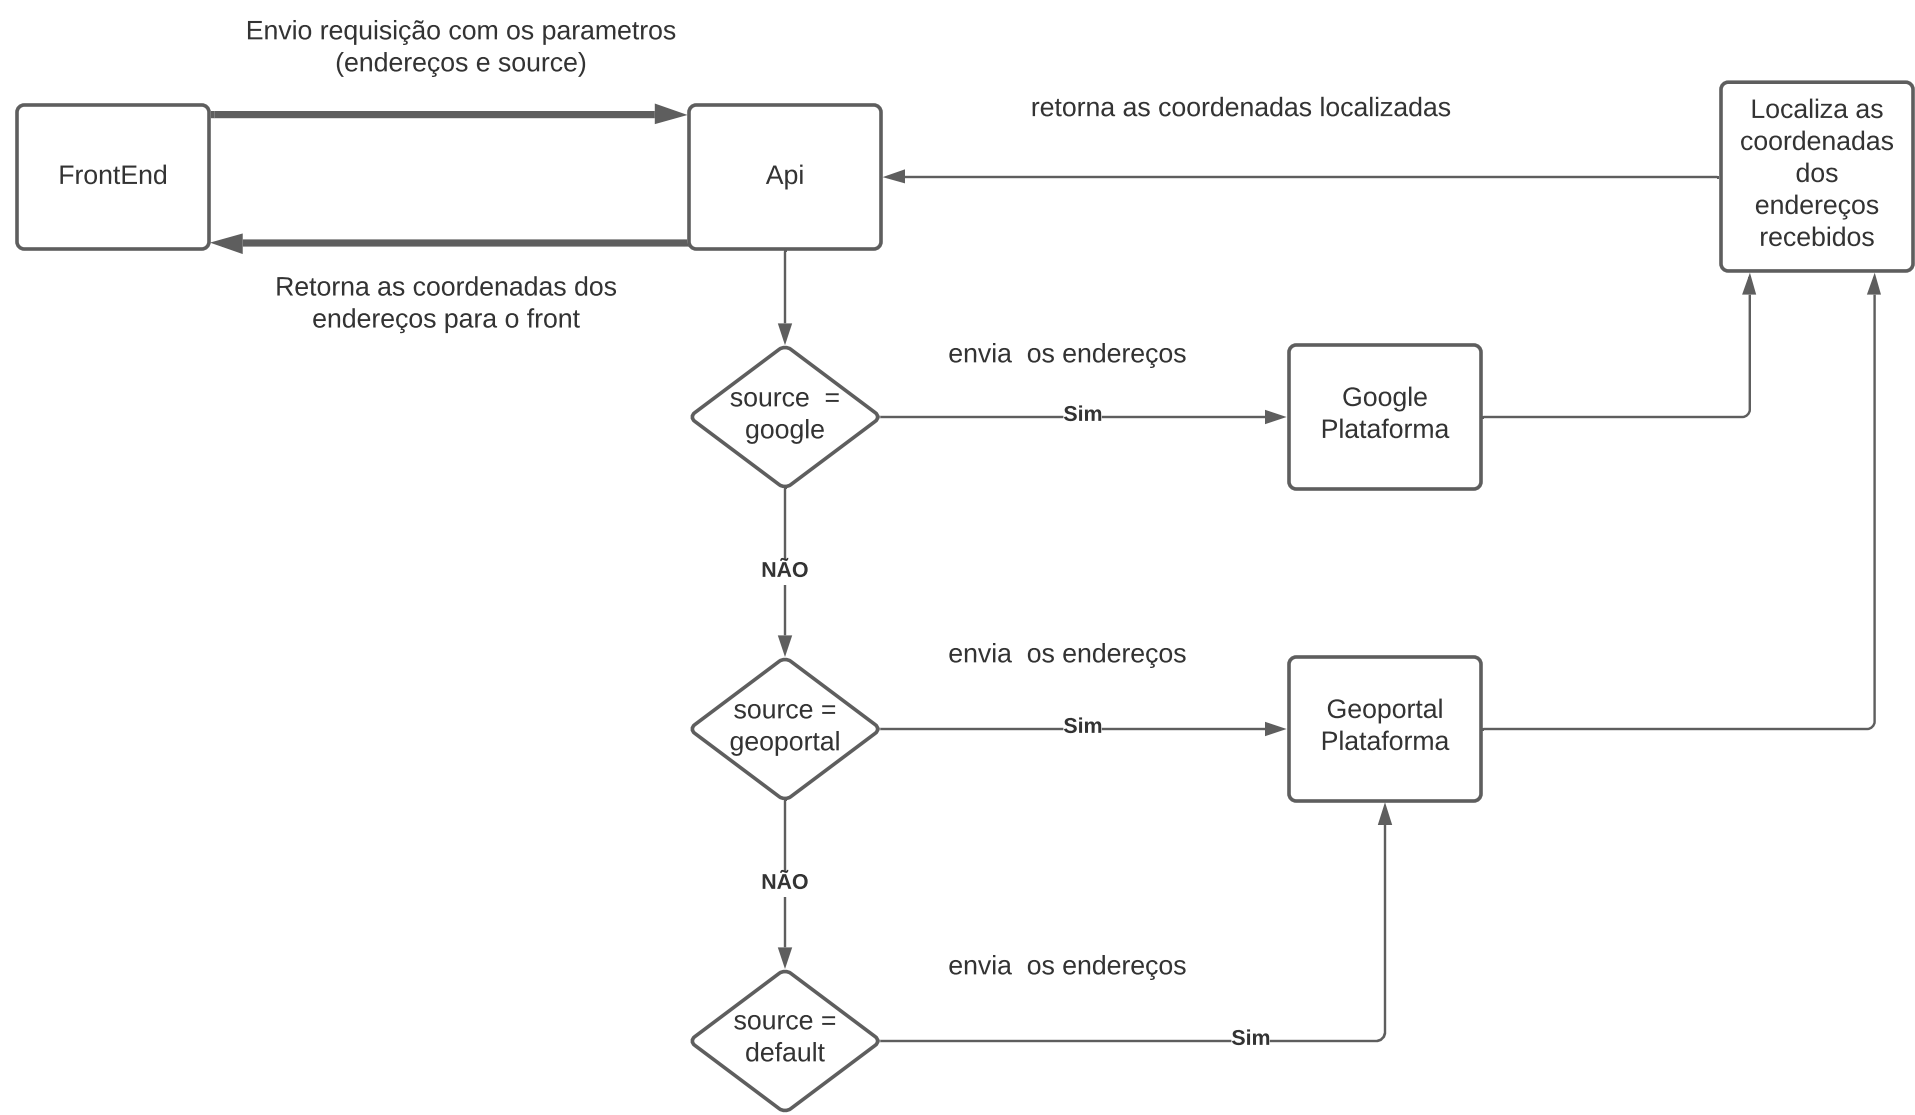 Envio requisição com os parametros
(endereços e source)
FrontEnd
Api
retorna as coordenadas localizadas
Localiza as
coordenadas
dos
endereços
recebidos
Retorna as coordenadas dos
endereços para o front
source =
google
envia os endereços
Sim
Google
Plataforma
NÃO
source =
geoportal
envia os endereços
Sim
Geoportal
Plataforma
NÃO
source =
default
envia os endereços
Sim